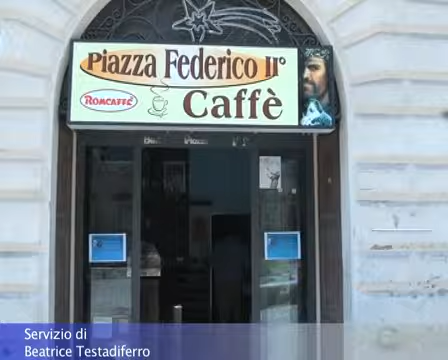 Piazza Federico II°
ROMCAFFÈ
Caffè
Servizio di
Beatrice Testadiferro